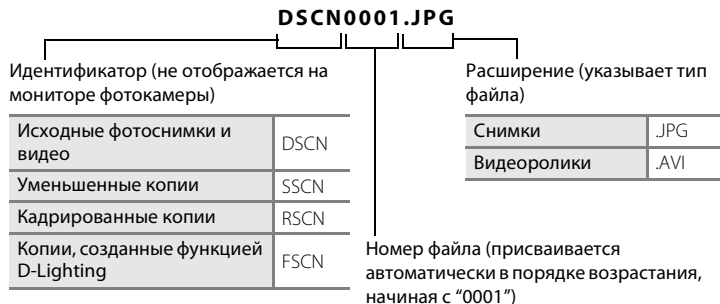 DSCN0001.JPG
Идентификатор (не отображается на
мониторе фотокамеры)
Исходные фотоснимки и
видео
DSCN
Уменьшенные копии
SSCN
Кадрированные копии
RSCN
Копии, созданные функцией
D-Lighting
FSCN
Расширение (указывает тип
файла)
Снимки
.JPG
Видеоролики
.AVI
Номер файла (присваивается
автоматически в порядке возрастания,
начиная с “0001”)